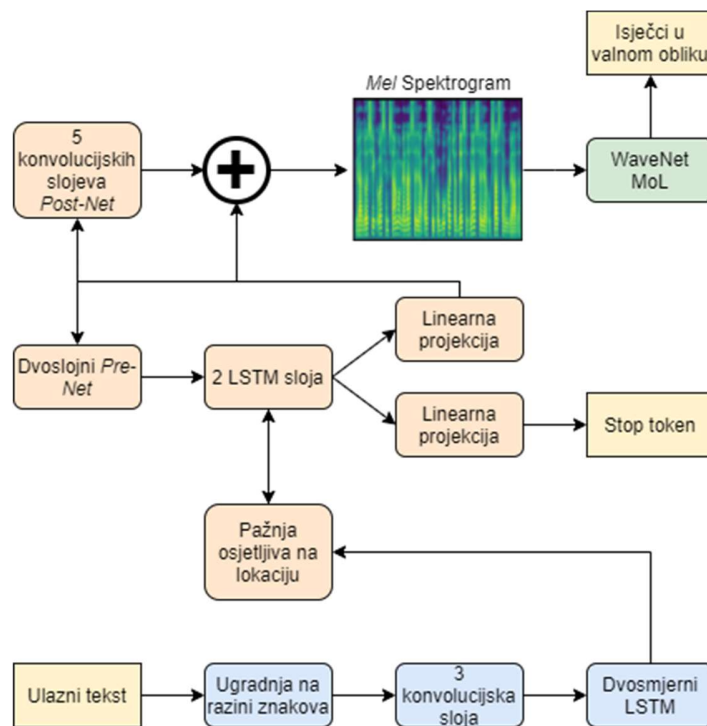 Isječci u
valnom obliku
Mel Spektrogram
5
konvolucijskih
slojeva
Post-Net
WaveNet
MoL
Linearna
projekcija
Dvoslojni Pre-
Net
2 LSTM sloja
Linearna
projekcija
Stop token
Pažnja
osjetljiva na
lokaciju
Ulazni tekst
Ugradnja na
razini znakova
3
konvolucijska
sloja
Dvosmjerni
LSTM